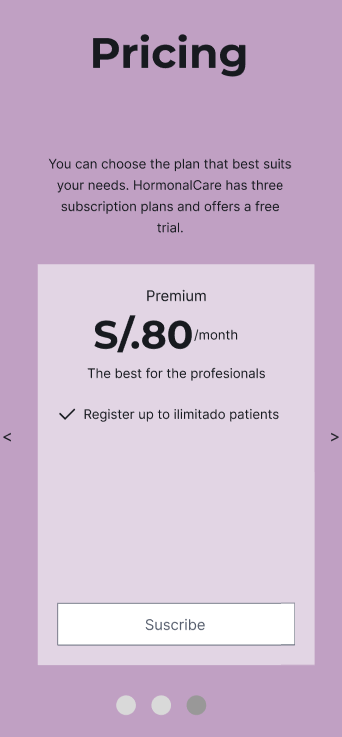 Pricing
You can choose the plan that best suits
your needs. HormonalCare has three
subscription plans and offers a free
trial.
Premium
S/.80/month
The best for the profesionals
Register up to ilimitado patients
< >
Suscribe